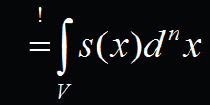 !
= ∫ s(x)dⁿx
V